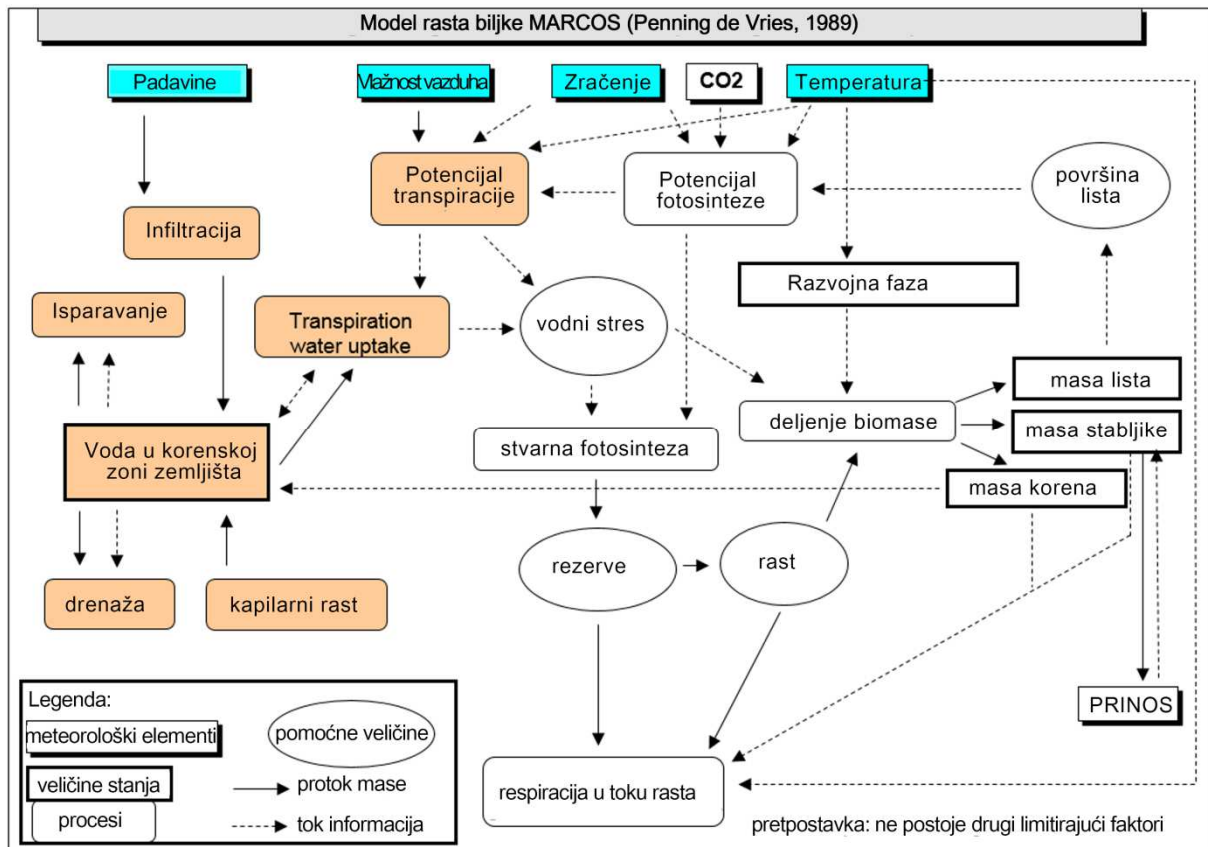 Model rasta biljke MARCOS (Penning de Vries, 1989)
Padavine
Vlažnost vazduha
Zračenje
CO2
Temperatura
Potencijal
transpiracije
Potencijal
fotosinteze
površina
lista
Infiltracija
Razvojna faza
Isparavanje
Transpiration
water uptake
vodni stres
masa lista
deljenje biomase
masa stabljike
Voda u korenskoj
zoni zemljišta
stvarna fotosinteza
masa korena
rezerve
rast
drenaža
kapilarni rast
Legenda:
meteorološki elementi
pomoćne veličine
veličine stanja
protok mase
procesi
tok informacija
PRINOS
respiracija u toku rasta
pretpostavka: ne postoje drugi limitirajući faktori